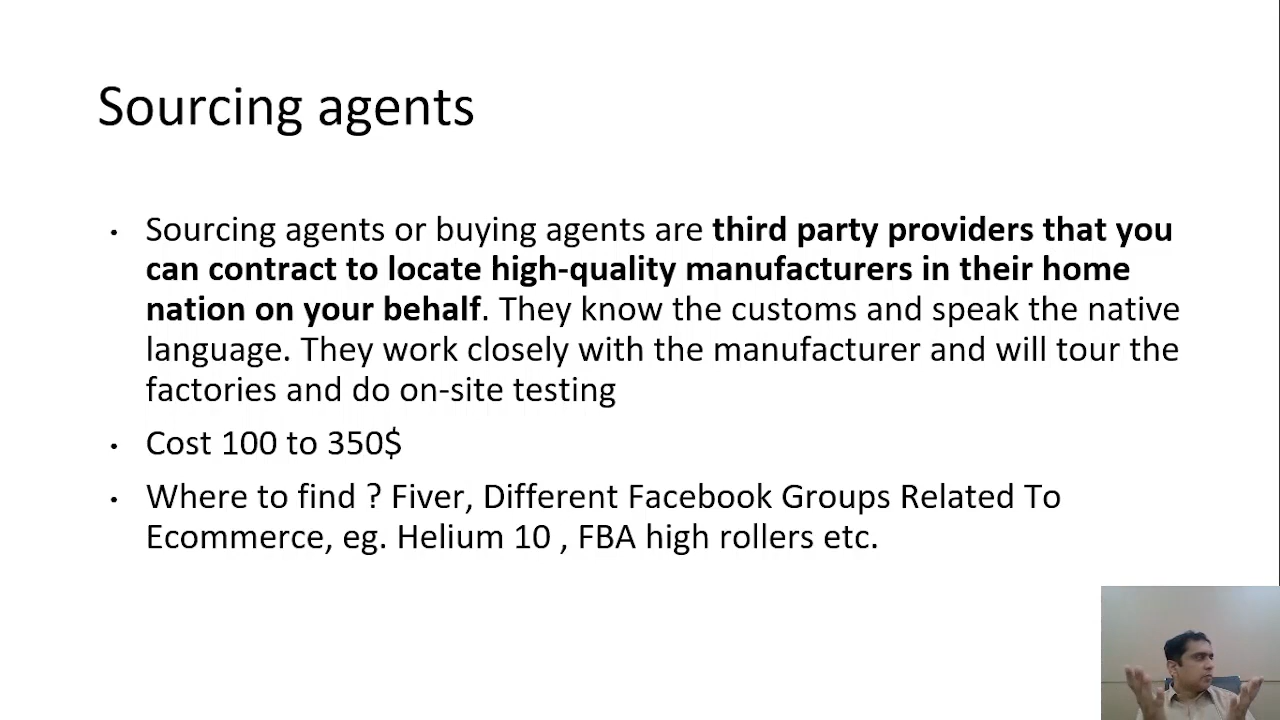 Sourcing agents
• Sourcing agents or buying agents are third party providers that you
can contract to locate high-quality manufacturers in their home
nation on your behalf. They know the customs and speak the native
language. They work closely with the manufacturer and will tour the
factories and do on-site testing
• Cost 100 to 350$
• Where to find ? Fiver, Different Facebook Groups Related To
Ecommerce, eg. Helium 10 , FBA high rollers etc.